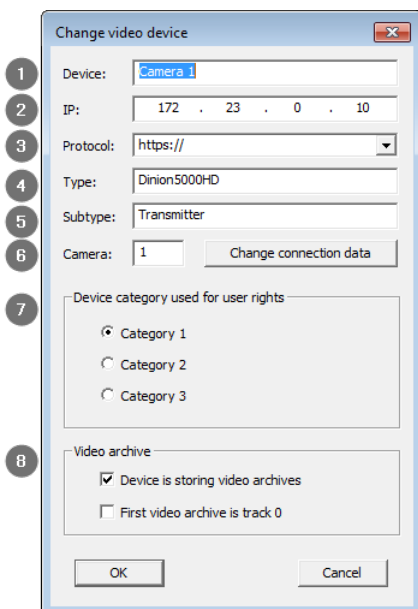 Change video device
1 Device: Camera 1
2 IP: 172 . 23 . 0 . 10
3 Protocol: https://
4 Type: Dinion5000HD
5 Subtype: Transmitter
6 Camera: 1 Change connection data
7 Device category used for user rights
Category 1
Category 2
Category 3
8 Video archive
Device is storing video archives
First video archive is track 0
OK Cancel